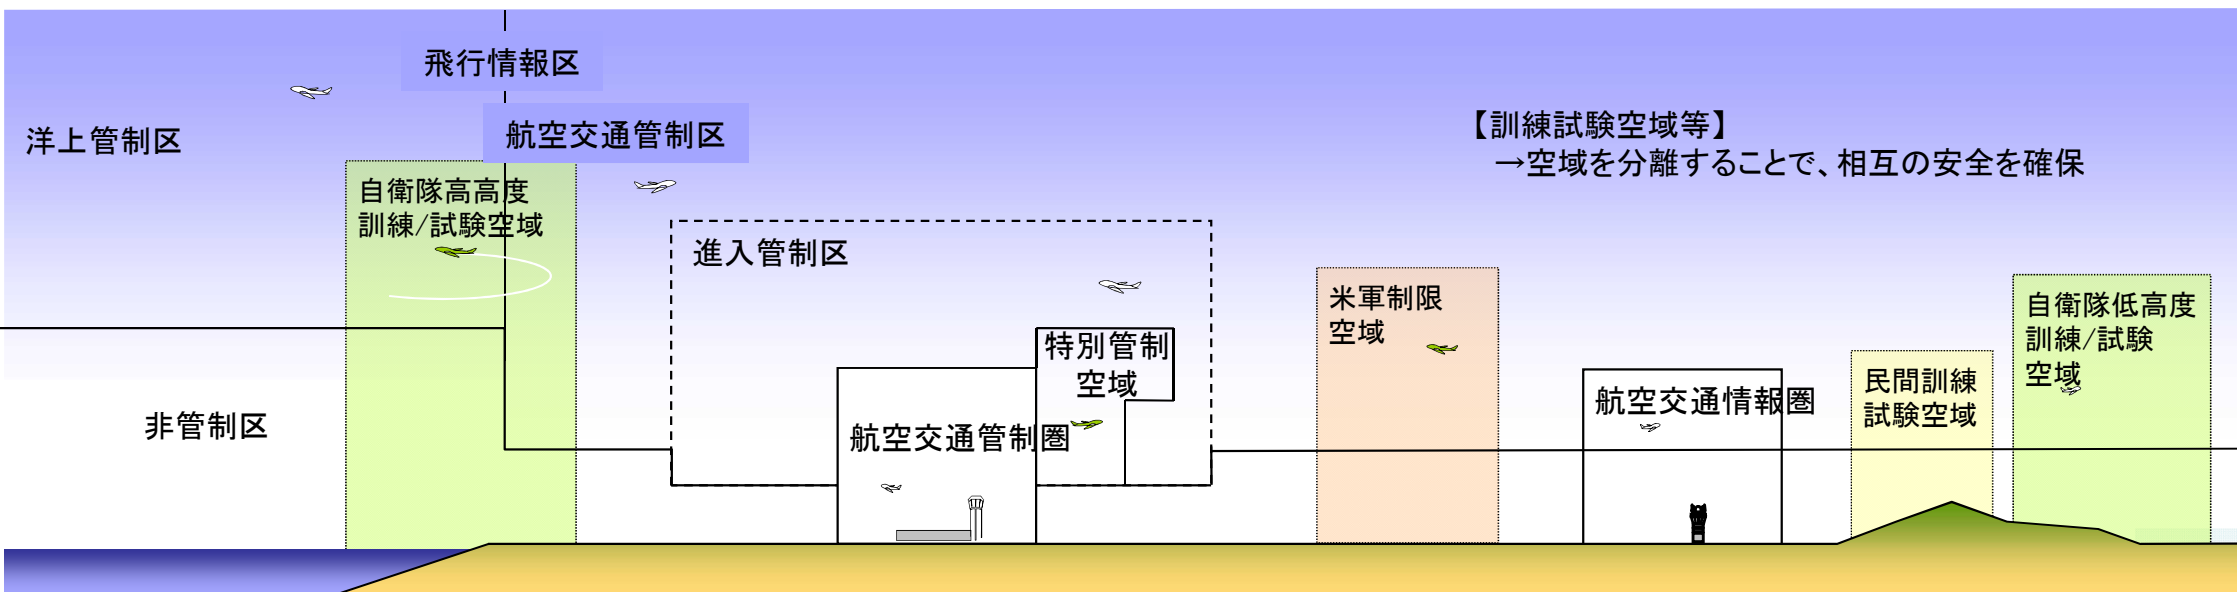 飛行情報区
航空交通管制区
洋上管制区
【訓練試験空域等】
→空域を分離することで、相互の安全を確保
自衛隊高高度
訓練/試験空域
進入管制区
米軍制限
空域
自衛隊低高度
訓練/試験
空域
特別管制
空域
民間訓練
試験空域
航空交通情報圏
非管制区
航空交通管制圏